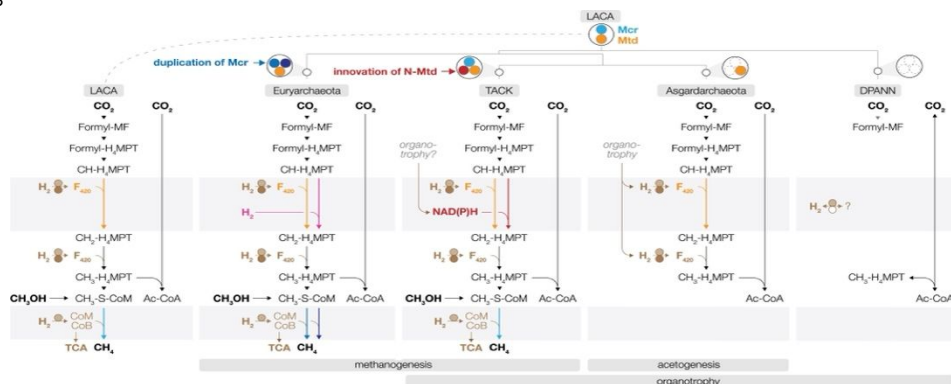 LACA
Mcr
Mtd
duplication of Mcr
innovation of N-Mtd
LACA
Euryarchaeota
TACK
Asgardarchaeota
DPANN
CO₂ CO₂ CO₂ CO₂ CO₂ CO₂ CO₂ CO₂ CO₂ CO₂
Formyl-MF Formyl-MF Formyl-MF Formyl-MF Formyl-MF
Formyl-H₄MPT Formyl-H₄MPT Formyl-H₄MPT Formyl-H₄MPT
organo-
trophy?
organo-
trophy
CH-H₄MPT CH-H₄MPT CH-H₄MPT CH-H₄MPT
H₂ F₄₂₀ H₂ F₄₂₀ H₂ F₄₂₀ H₂ F₄₂₀
H₂ NAD(P)H H₂ ?
CH₂-H₄MPT CH₂-H₄MPT CH₂-H₄MPT CH₂-H₄MPT
H₂ F₄₂₀ H₂ F₄₂₀ H₂ F₄₂₀ H₂ F₄₂₀
CH₃-H₄MPT CH₃-H₄MPT CH₃-H₄MPT CH₃-H₄MPT CH₃-H₄MPT
CH₃OH CH₃-S-CoM Ac-CoA CH₃OH CH₃-S-CoM Ac-CoA CH₃OH CH₃-S-CoM Ac-CoA Ac-CoA Ac-CoA
H₂ CoM H₂ CoM H₂ CoM
CoB CoB CoB
TCA CH₄ TCA CH₄ TCA CH₄
methanogenesis acetogenesis
organotrophy